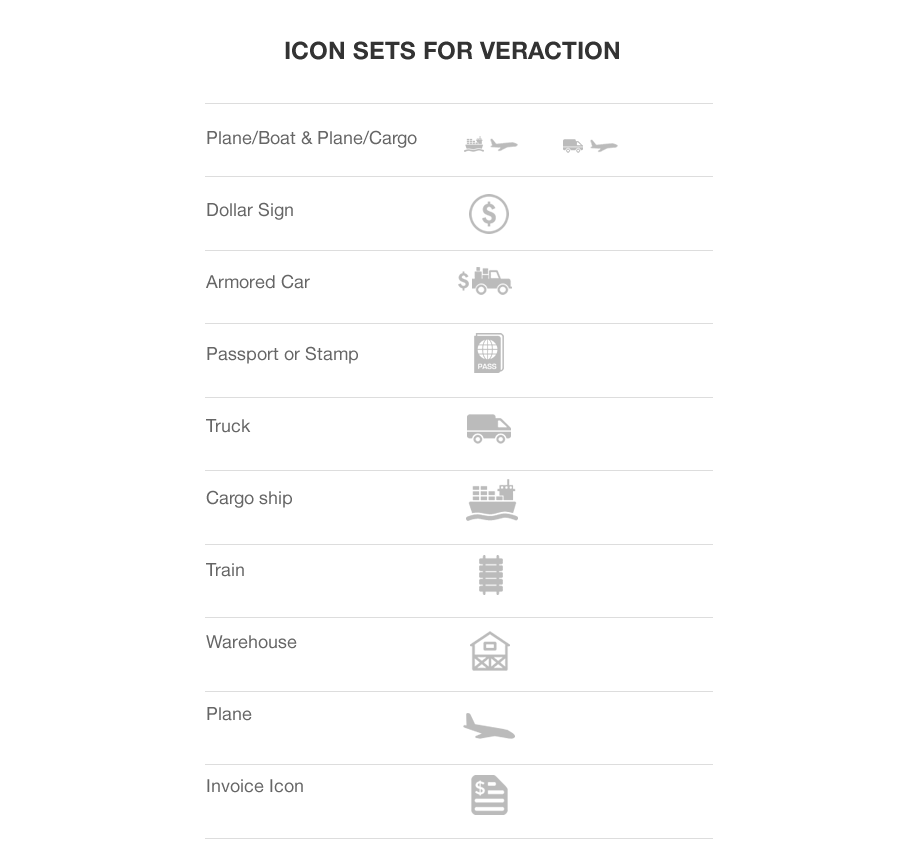 ICON SETS FOR VERACTION
Plane/Boat & Plane/Cargo
Dollar Sign
$
Armored Car
$
Passport or Stamp
PASS
Truck
Cargo ship
Train
Warehouse
Plane
Invoice Icon
$